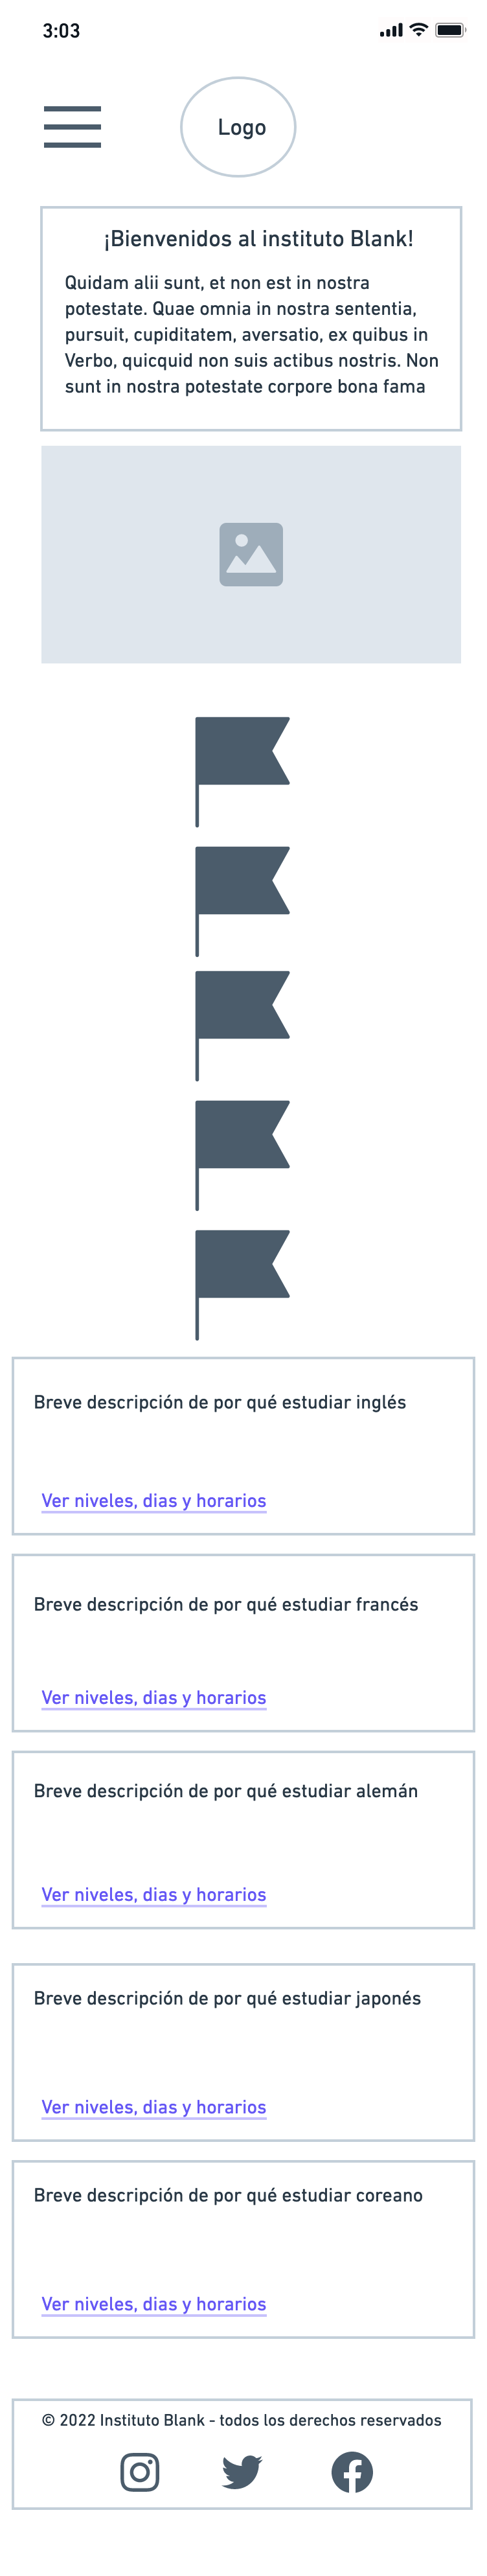 3:03
Logo
¡Bienvenidos al instituto Blank!
Quidam alii sunt, et non est in nostra
potestate. Quae omnia in nostra sententia,
pursuit, cupiditatem, aversatio, ex quibus in
Verbo, quicquid non suis actibus nostris. Non
sunt in nostra potestate corpore bona fama
Breve descripción de por qué estudiar inglés
Ver niveles, dias y horarios
Breve descripción de por qué estudiar francés
Ver niveles, dias y horarios
Breve descripción de por qué estudiar alemán
Ver niveles, dias y horarios
Breve descripción de por qué estudiar japonés
Ver niveles, dias y horarios
Breve descripción de por qué estudiar coreano
Ver niveles, dias y horarios
© 2022 Instituto Blank - todos los derechos reservados